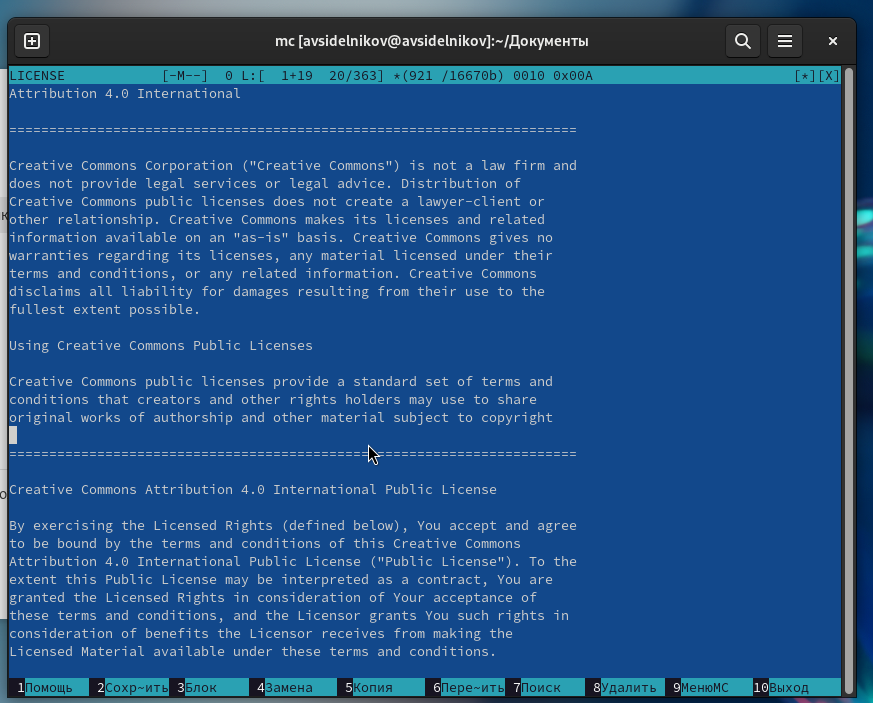 mc [avsidelnikov@avsidelnikov]:~/Документы
LICENSE [-M--] 0 L:[ 1+19 20/363] *(921 /16670b) 0010 0x00A [*][X]
Attribution 4.0 International
=======================================================================
Creative Commons Corporation ("Creative Commons") is not a law firm and
does not provide legal services or legal advice. Distribution of
Creative Commons public licenses does not create a lawyer-client or
other relationship. Creative Commons makes its licenses and related
information available on an "as-is" basis. Creative Commons gives no
warranties regarding its licenses, any material licensed under their
terms and conditions, or any related information. Creative Commons
disclaims all liability for damages resulting from their use to the
fullest extent possible.
Using Creative Commons Public Licenses
Creative Commons public licenses provide a standard set of terms and
conditions that creators and other rights holders may use to share
original works of authorship and other material subject to copyright
=======================================================================
Creative Commons Attribution 4.0 International Public License
By exercising the Licensed Rights (defined below), You accept and agree
to be bound by the terms and conditions of this Creative Commons
Attribution 4.0 International Public License ("Public License"). To the
extent this Public License may be interpreted as a contract, You are
granted the Licensed Rights in consideration of Your acceptance of
these terms and conditions, and the Licensor grants You such rights in
consideration of benefits the Licensor receives from making the
Licensed Material available under these terms and conditions.
1Помощь 2Сохр~ить 3Блок 4Замена 5Копия 6Пере~ить 7Поиск 8Удалить 9МенюMC 10Выход